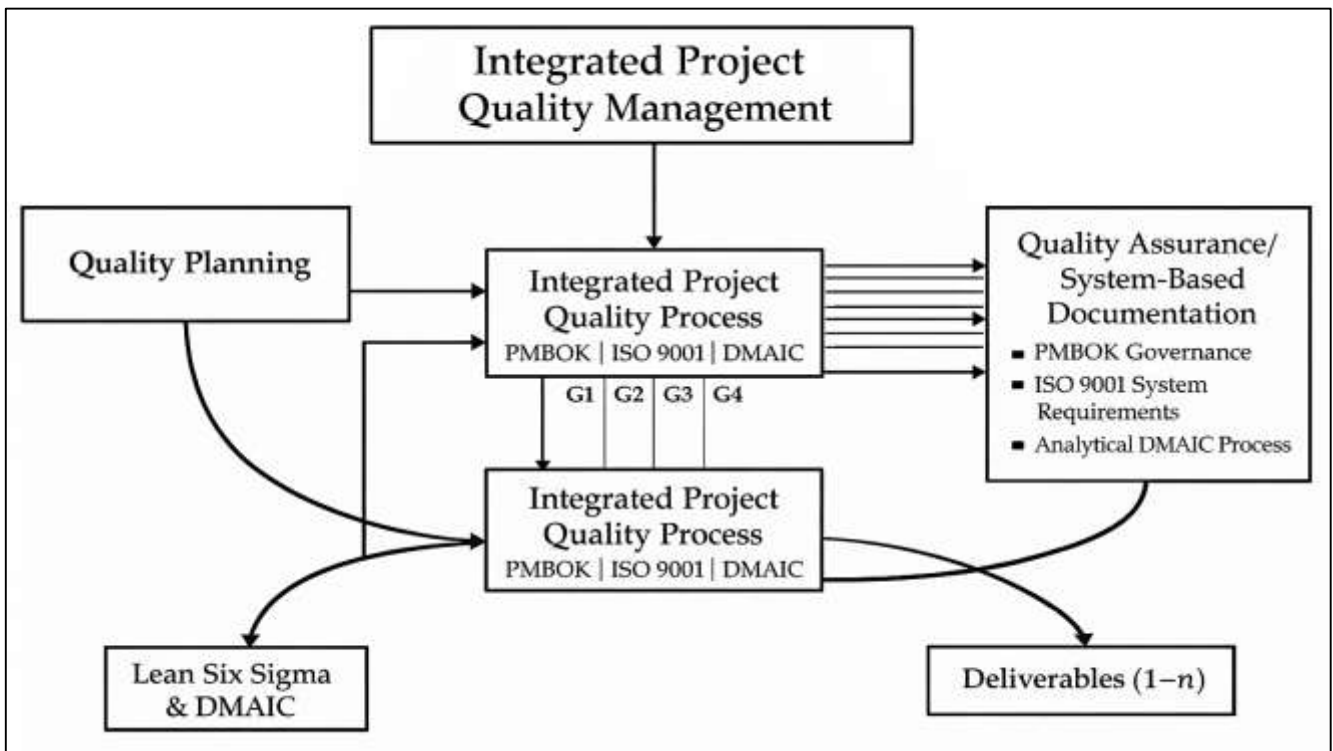 Integrated Project
Quality Management
Quality Planning
Integrated Project
Quality Process
PMBOK | ISO 9001 | DMAIC
Quality Assurance/
System-Based
Documentation
▪ PMBOK Governance
▪ ISO 9001 System
Requirements
▪ Analytical DMAIC Process
G1 G2 G3 G4
Integrated Project
Quality Process
PMBOK | ISO 9001 | DMAIC
Lean Six Sigma
& DMAIC
Deliverables (1–n)